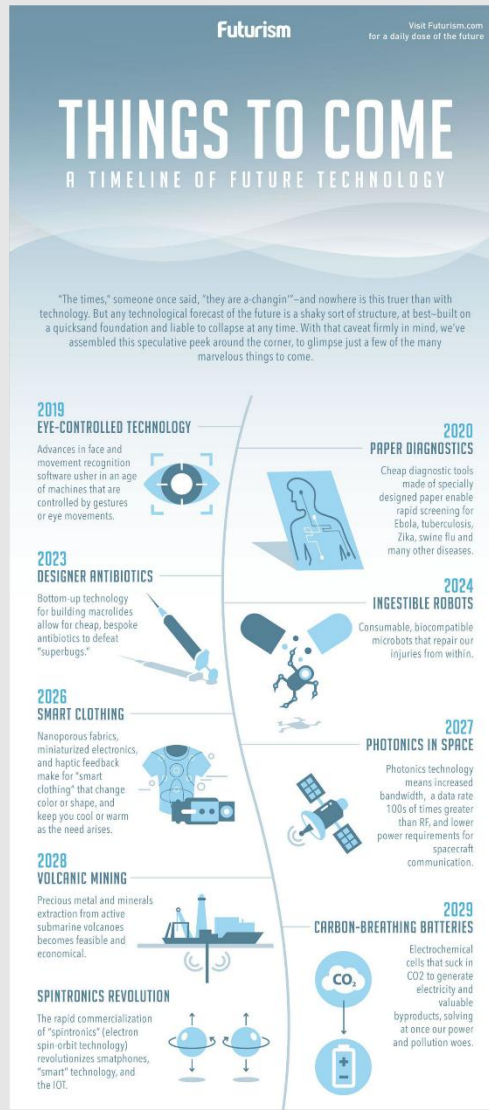 Futurism
Visit Futurism.com
for a daily dose of the future
THINGS TO COME
A TIMELINE OF FUTURE TECHNOLOGY
"The times," someone once said, "they are a-changin'"—and nowhere is this truer than with
technology. But any technological forecast of the future is a shaky sort of structure, at best—built on
a quicksand foundation and liable to collapse at any time. With that caveat firmly in mind, we've
assembled this speculative peek around the corner, to glimpse just a few of the many
marvelous things to come.
2019
EYE-CONTROLLED TECHNOLOGY
Advances in face and
movement recognition
software usher in an age
of machines that are
controlled by gestures
or eye movements.
2020
PAPER DIAGNOSTICS
Cheap diagnostic tools
made of specially
designed paper enable
rapid screening for
Ebola, tuberculosis,
Zika, swine flu and
many other diseases.
2023
DESIGNER ANTIBIOTICS
Bottom-up technology
for building macrolides
allow for cheap, bespoke
antibiotics to defeat
"superbugs."
2024
INGESTIBLE ROBOTS
Consumable, biocompatible
microbots that repair our
injuries from within.
2026
SMART CLOTHING
Nanoporous fabrics,
miniaturized electronics,
and haptic feedback
make for "smart
clothing" that change
color or shape, and
keep you cool or warm
as the need arises.
2027
PHOTONICS IN SPACE
Photonics technology
means increased
bandwidth, a data rate
100s of times greater
than RF, and lower
power requirements for
spacecraft
communication.
2028
VOLCANIC MINING
Precious metal and minerals
extraction from active
submarine volcanoes
becomes feasible and
economical.
2029
CARBON-BREATHING BATTERIES
Electrochemical
cells that suck in
CO2 to generate
electricity and
valuable
byproducts, solving
at once our power
and pollution woes.
CO₂
SPINTRONICS REVOLUTION
The rapid commercialization
of "spintronics" (electron
spin-orbit technology)
revolutionizes smatphones,
"smart" technology, and
the IOT.